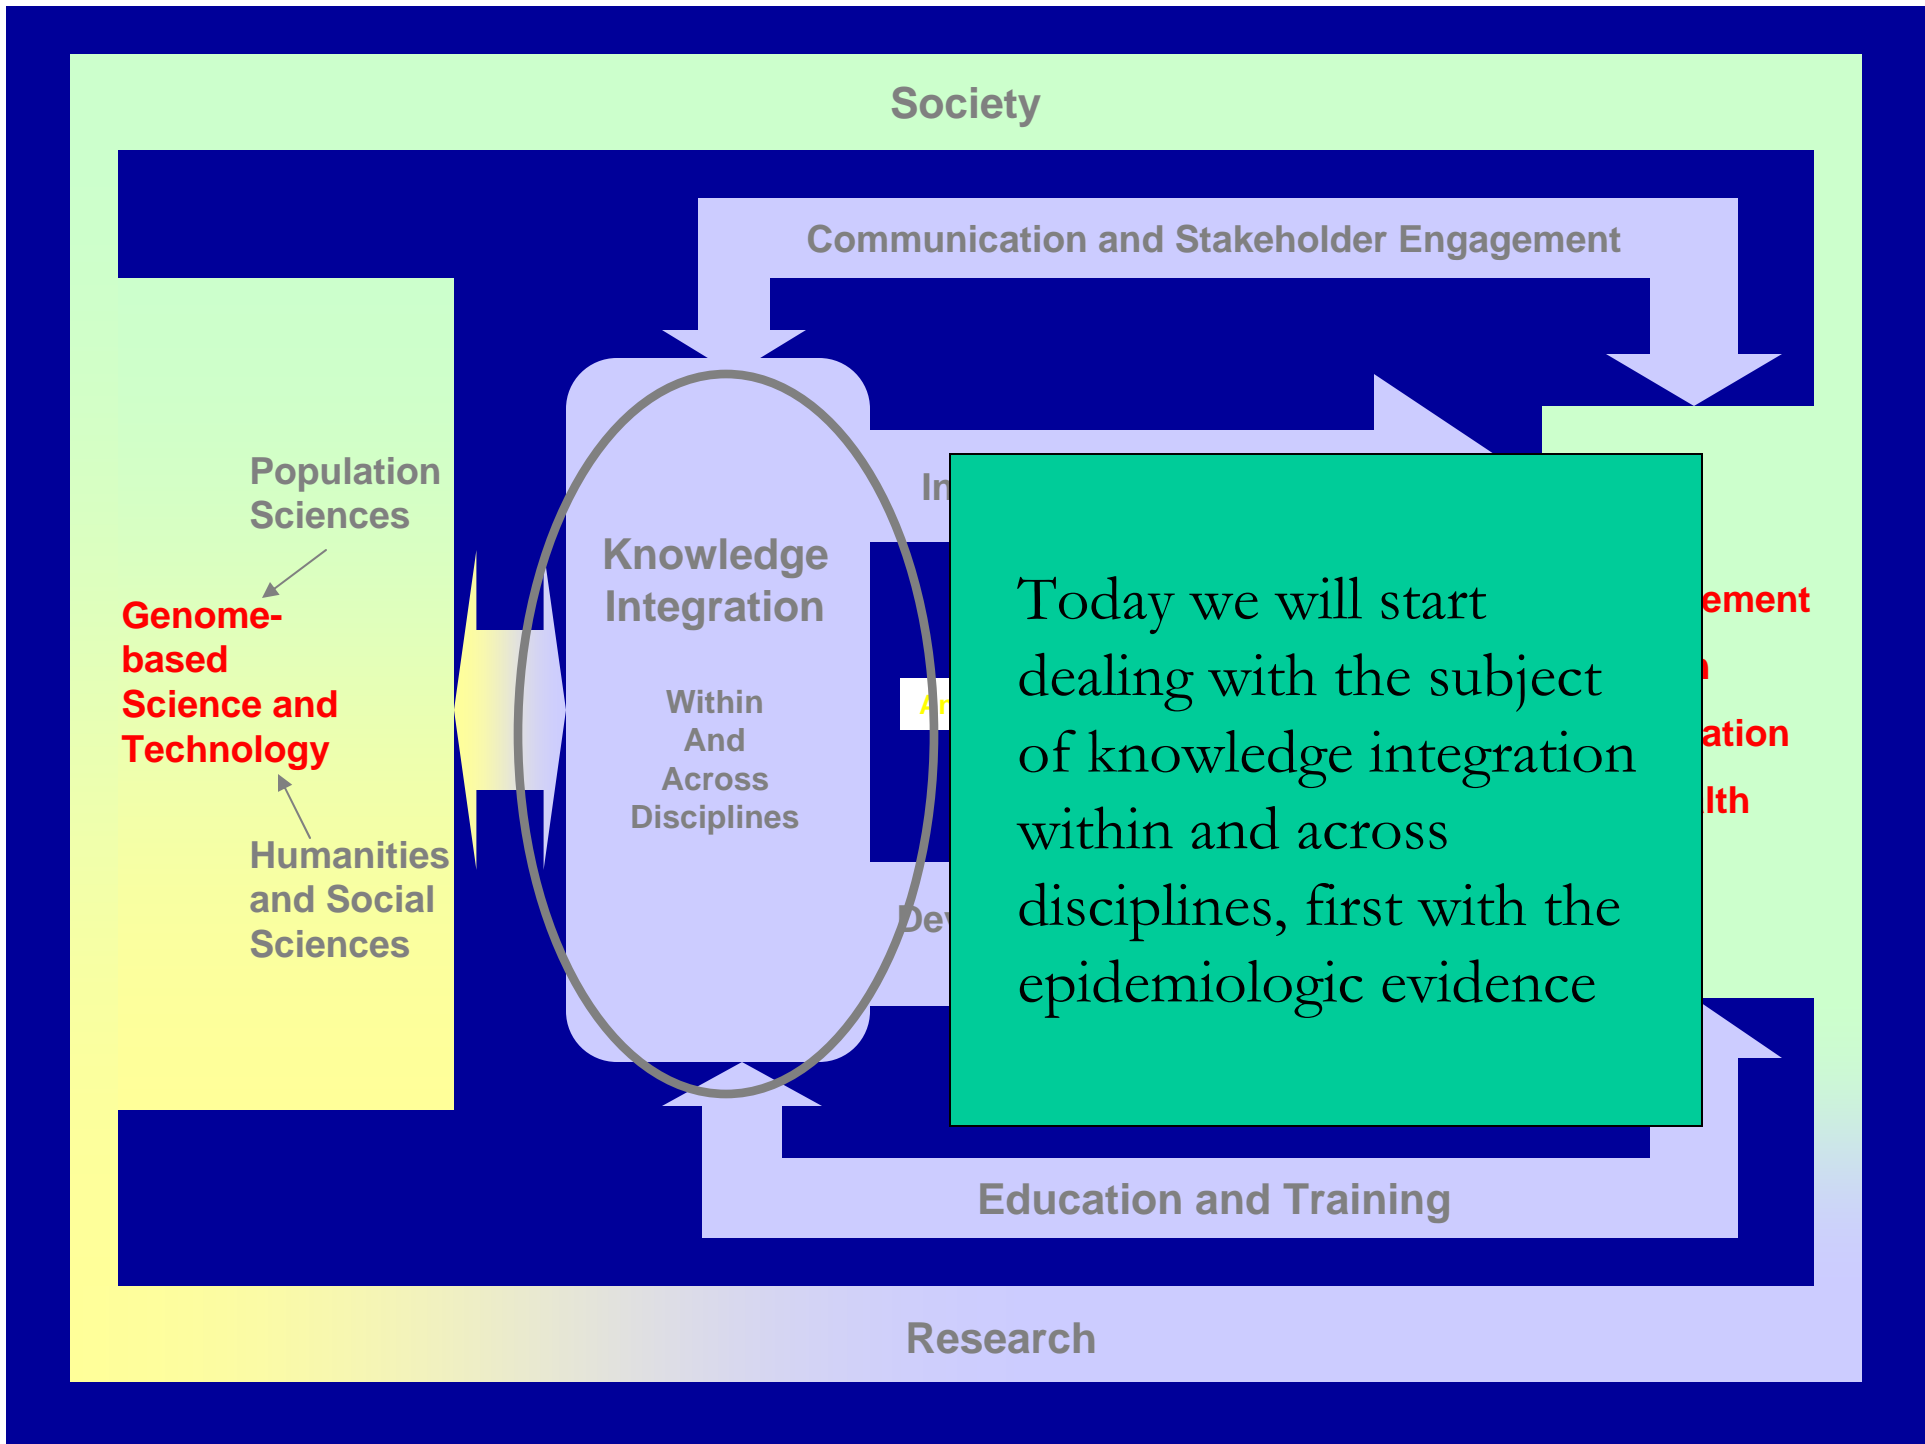 Society
Communication and Stakeholder Engagement
Population
Sciences
Genome-
based
Science and
Technology
Humanities
and Social
Sciences
Knowledge
Integration
Within
And
Across
Disciplines
Today we will start
dealing with the subject
of knowledge integration
within and across
disciplines, first with the
epidemiologic evidence
Education and Training
Research